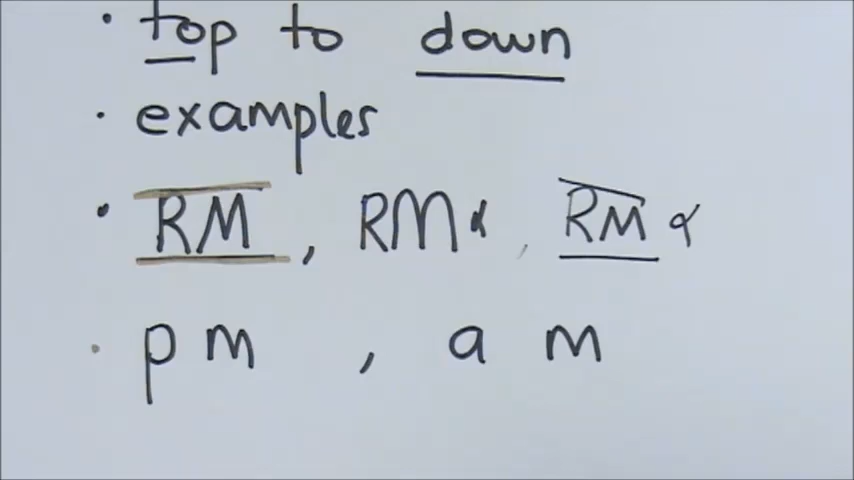 • top to down
• examples
• RM, RMα, RMα
• pm, am